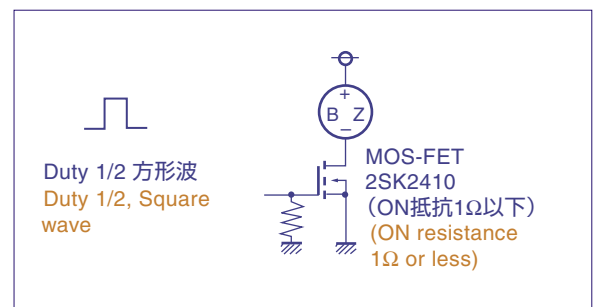 +
B Z
−
Duty 1/2 方形波
Duty 1/2, Square
wave
MOS-FET
2SK2410
（ON抵抗1Ω以下）
(ON resistance
1Ω or less)